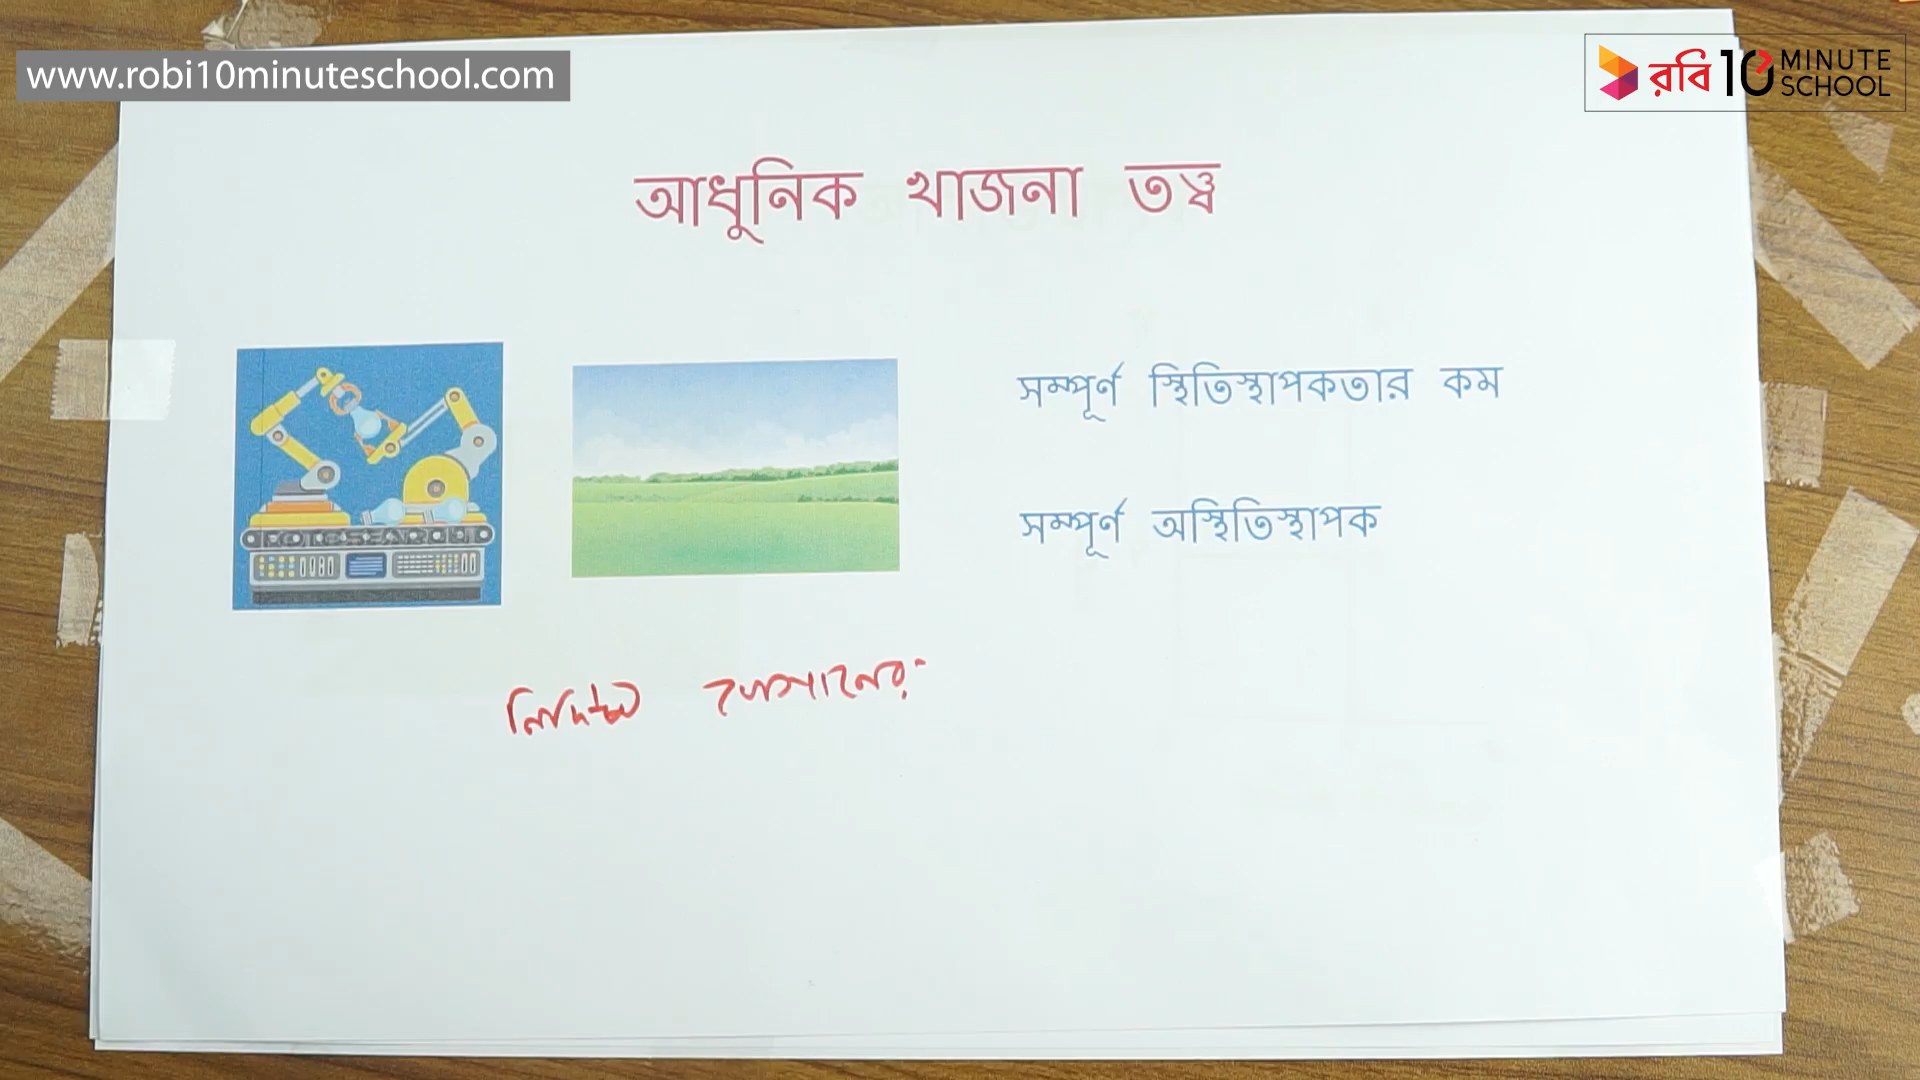 www.robi10minuteschool.com
রবি 10 MINUTE SCHOOL
আধুনিক খাজনা তত্ত্ব
সম্পূর্ণ স্থিতিস্থাপকতার কম
সম্পূর্ণ অস্থিতিস্থাপক